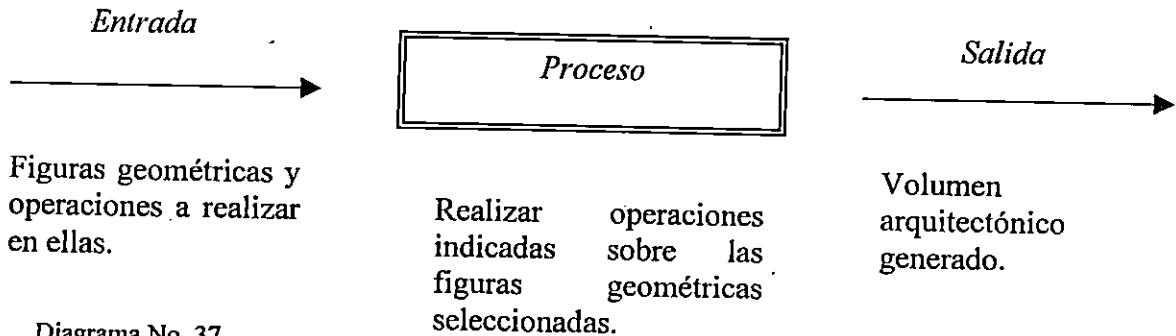 Entrada
Proceso
Salida
Figuras geométricas y
operaciones a realizar
en ellas.
Realizar operaciones
indicadas sobre las
figuras geométricas
seleccionadas.
Volumen
arquitectónico
generado.
Diagrama No. 37